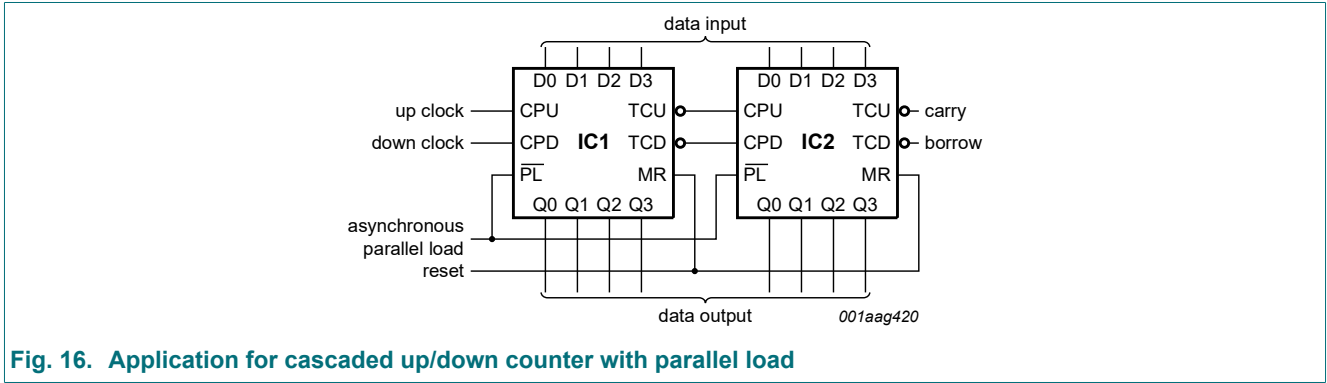 data input
D0 D1 D2 D3 D0 D1 D2 D3
up clock CPU TCU CPU TCU carry
down clock CPD IC1 TCD CPD IC2 TCD borrow
PL MR PL MR
Q0 Q1 Q2 Q3 Q0 Q1 Q2 Q3
asynchronous
parallel load
reset
data output 001aag420
Fig. 16. Application for cascaded up/down counter with parallel load